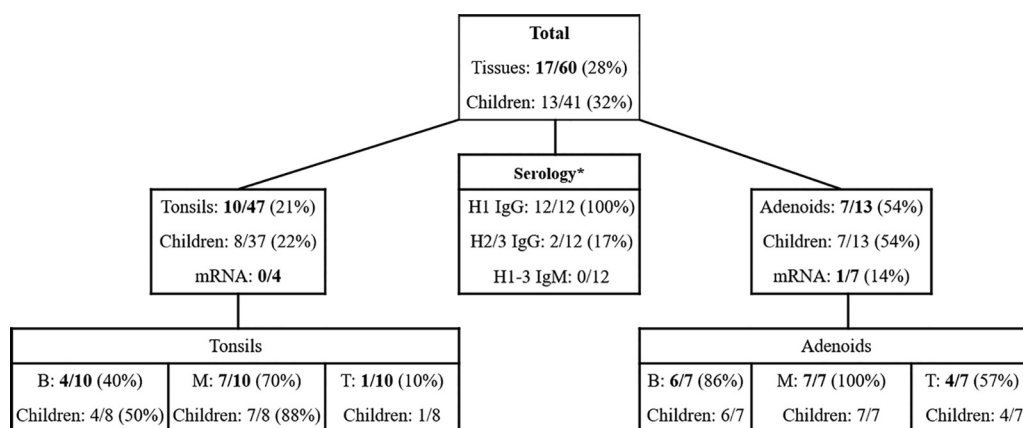 Total
Tissues: 17/60 (28%)
Children: 13/41 (32%)
Serology*
H1 IgG: 12/12 (100%)
H2/3 IgG: 2/12 (17%)
H1-3 IgM: 0/12
Tonsils: 10/47 (21%)
Children: 8/37 (22%)
mRNA: 0/4
Adenoids: 7/13 (54%)
Children: 7/13 (54%)
mRNA: 1/7 (14%)
Tonsils
B: 4/10 (40%)
Children: 4/8 (50%)
M: 7/10 (70%)
Children: 7/8 (88%)
T: 1/10 (10%)
Children: 1/8
Adenoids
B: 6/7 (86%)
Children: 6/7
M: 7/7 (100%)
Children: 7/7
T: 4/7 (57%)
Children: 4/7